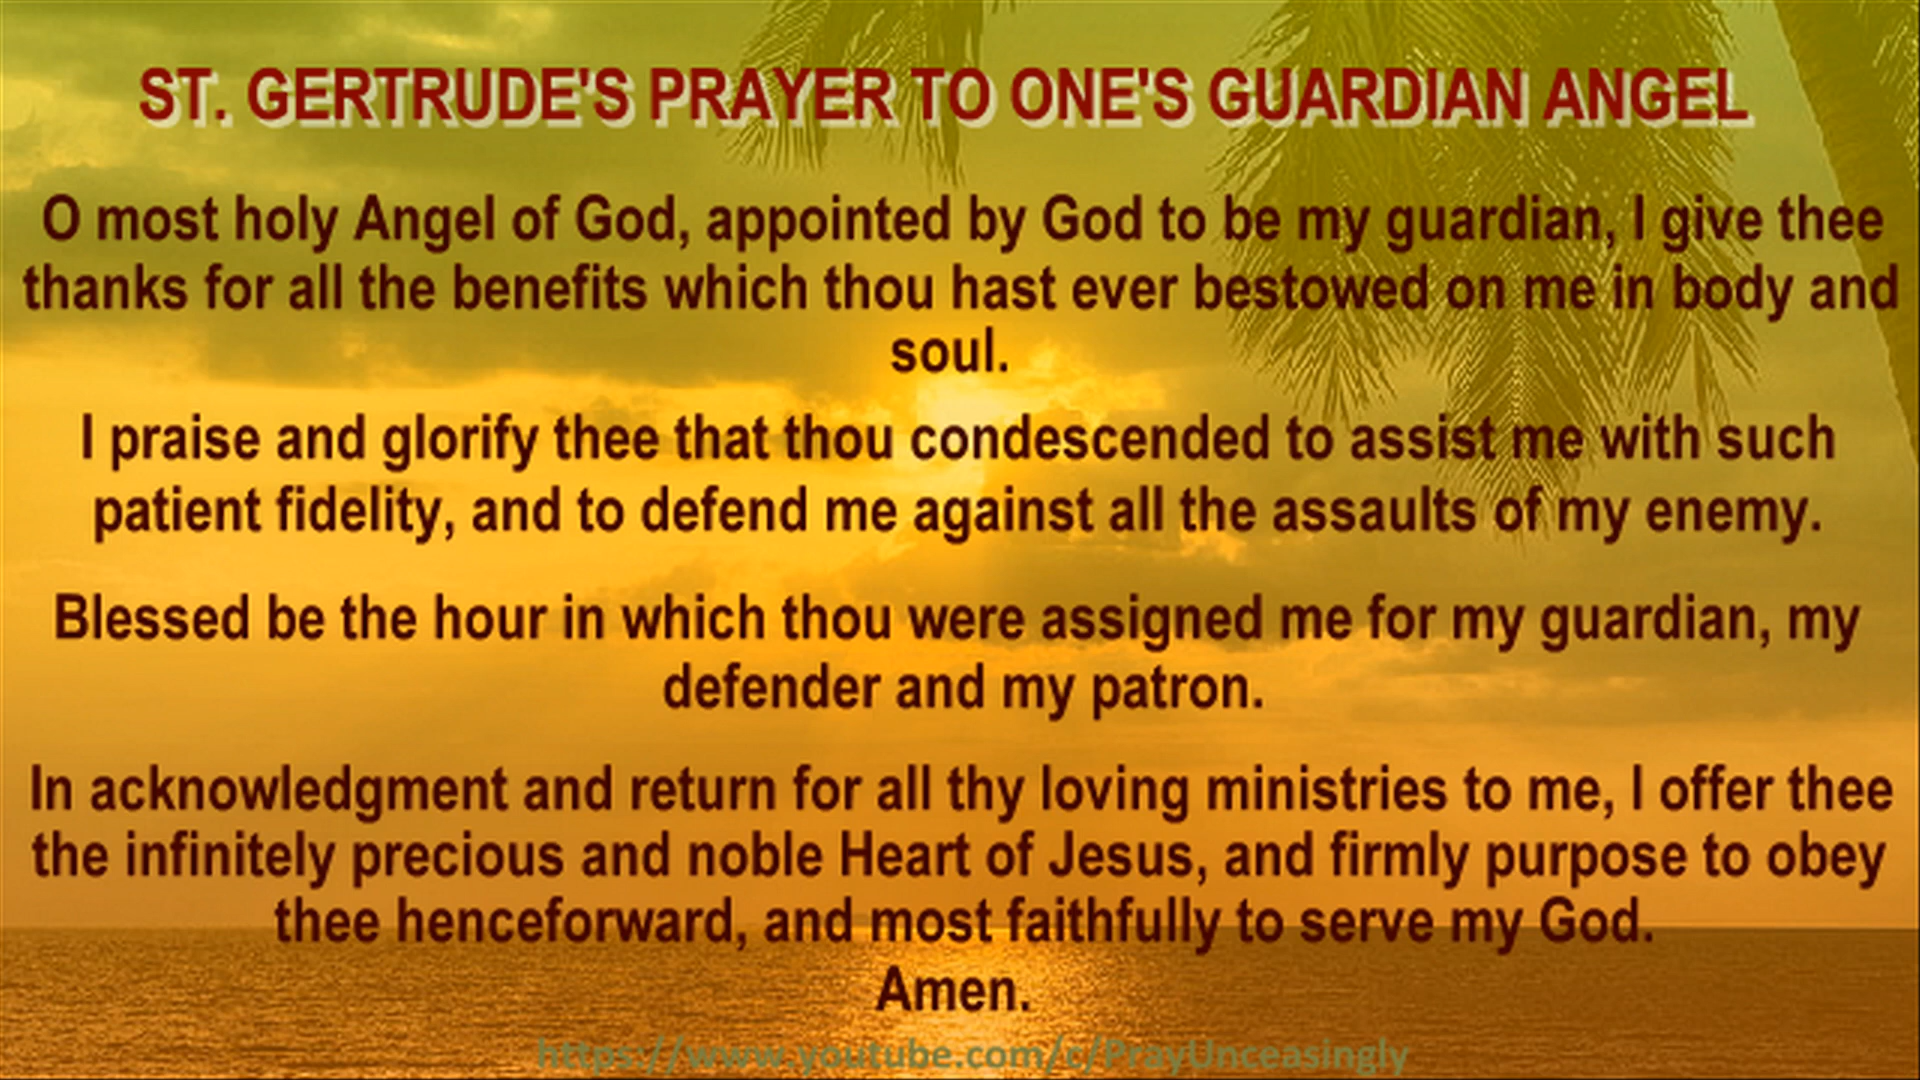 ST. GERTRUDE'S PRAYER TO ONE'S GUARDIAN ANGEL
O most holy Angel of God, appointed by God to be my guardian, I give thee
thanks for all the benefits which thou hast ever bestowed on me in body and
soul.
I praise and glorify thee that thou condescended to assist me with such
patient fidelity, and to defend me against all the assaults of my enemy.
Blessed be the hour in which thou were assigned me for my guardian, my
defender and my patron.
In acknowledgment and return for all thy loving ministries to me, I offer thee
the infinitely precious and noble Heart of Jesus, and firmly purpose to obey
thee henceforward, and most faithfully to serve my God.
Amen.
https://www.youtube.com/c/PrayUnceasingly